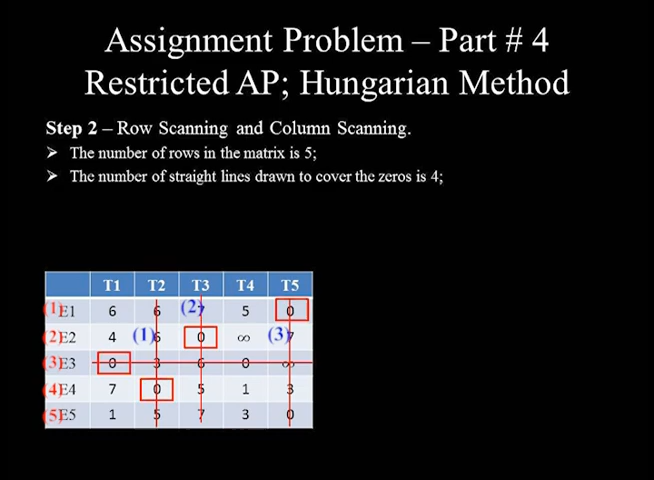 Assignment Problem – Part # 4
Restricted AP; Hungarian Method
Step 2 – Row Scanning and Column Scanning.
➢ The number of rows in the matrix is 5;
➢ The number of straight lines drawn to cover the zeros is 4;
T1 T2 T3 T4 T5
(1)E1 6 6 (2)7 5 0
(2)E2 4 (1)6 0 ∞ (3)7
(3)E3 0 3 6 0 ∞
(4)E4 7 0 5 1 3
(5)E5 1 5 7 3 0